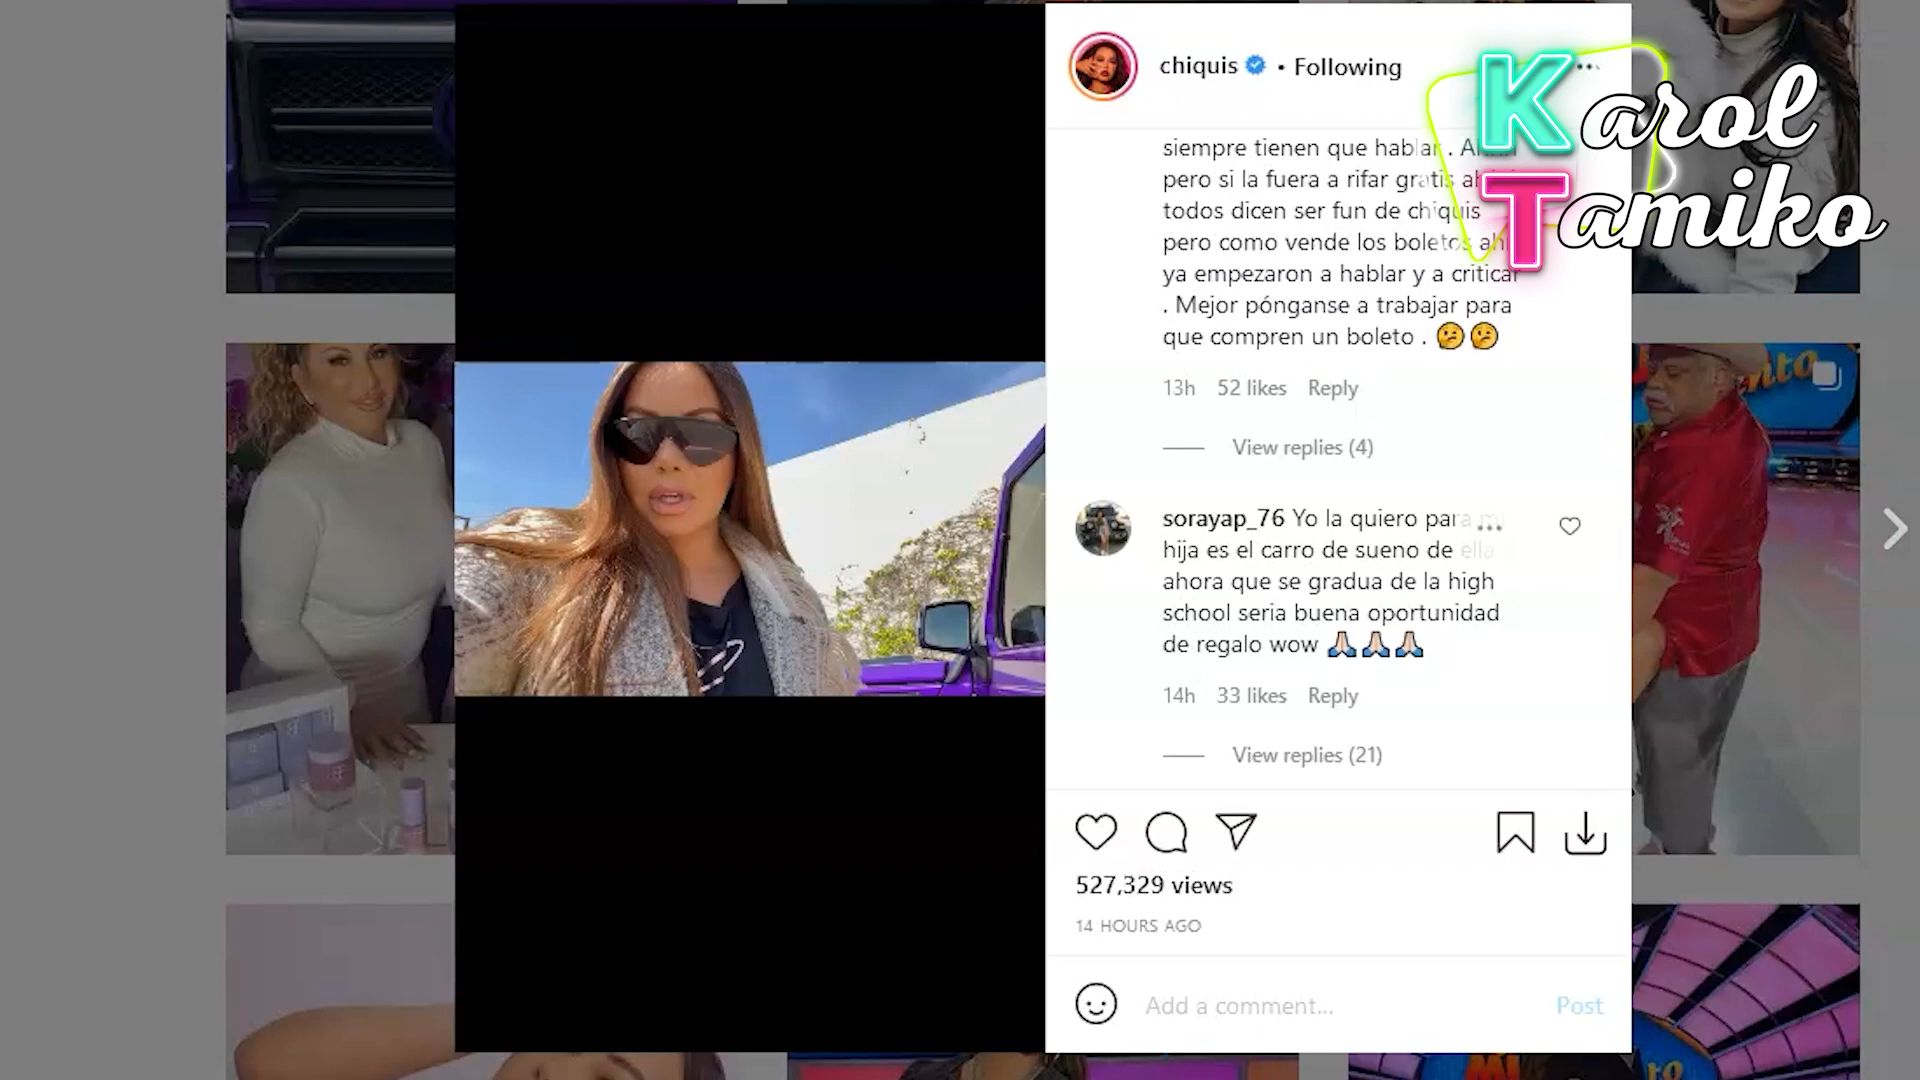 chiquis • Following
Karol
Tamiko
siempre tienen que hablar .
pero si la fuera a rifar gratis
todos dicen ser fun de chiquis
pero como vende los boletos
ya empezaron a hablar y a criticar
. Mejor pónganse a trabajar para
que compren un boleto . 🤔🤔
13h 52 likes Reply
View replies (4)
sorayap_76 Yo la quiero para mi
hija es el carro de sueno de ella
ahora que se gradua de la high
school seria buena oportunidad
de regalo wow 🙏🏻🙏🏻🙏🏻
14h 33 likes Reply
View replies (21)
527,329 views
14 HOURS AGO
Add a comment...
Post